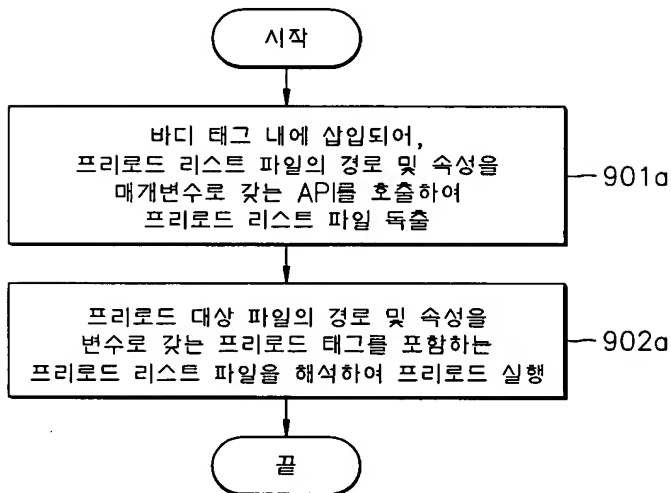 시작
바디 태그 내에 삽입되어,
프리로드 리스트 파일의 경로 및 속성을
매개변수로 갖는 API를 호출하여
프리로드 리스트 파일 독출
901a
프리로드 대상 파일의 경로 및 속성을
변수로 갖는 프리로드 태그를 포함하는
프리로드 리스트 파일을 해석하여 프리로드 실행
902a
끝